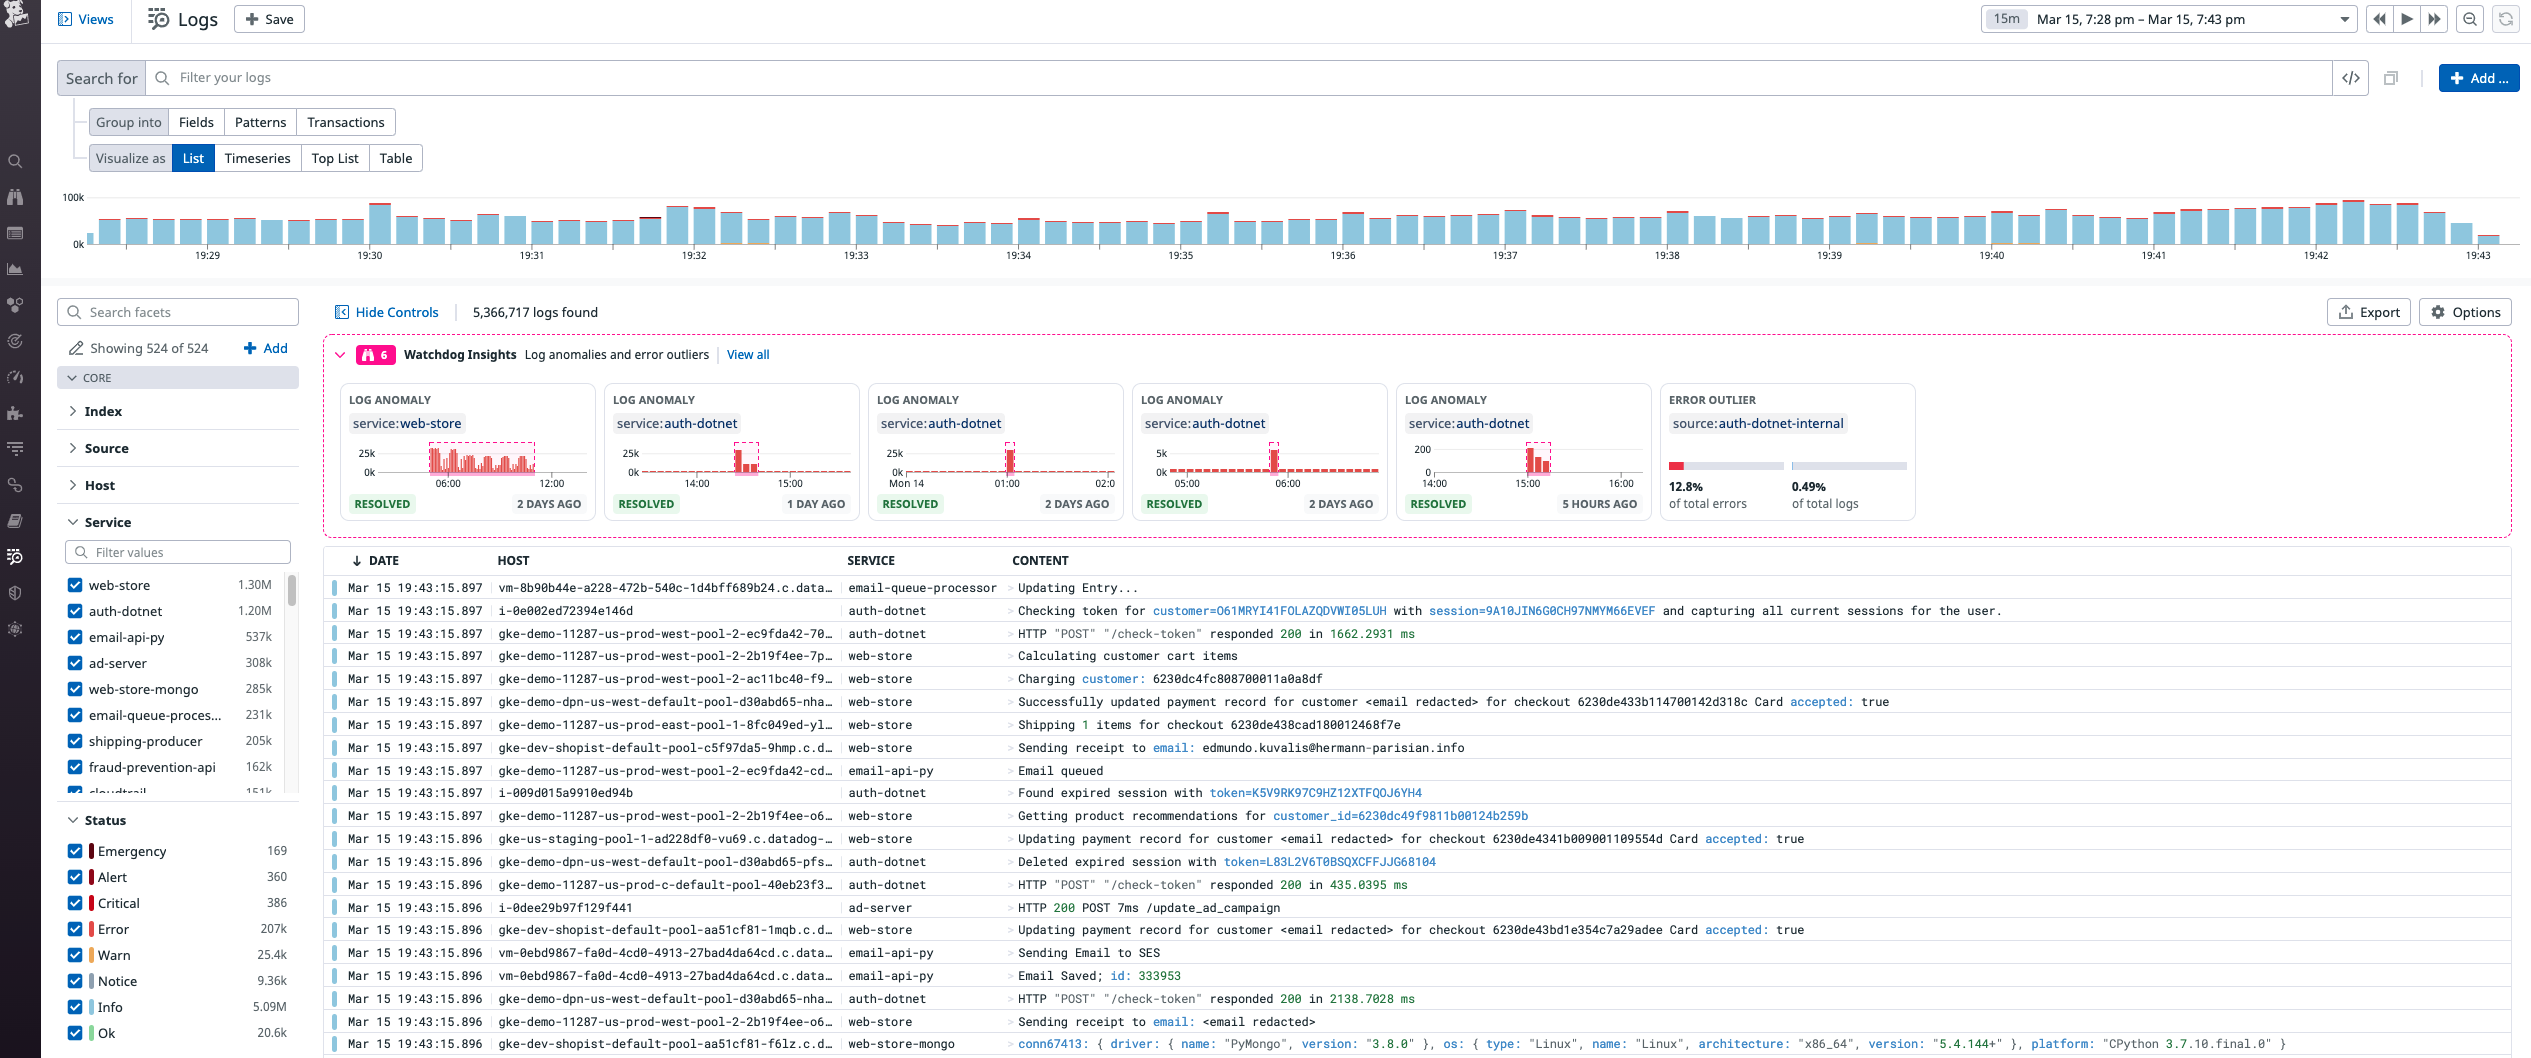 Views
Logs
Save
15m Mar 15, 7:28 pm – Mar 15, 7:43 pm
Search for Filter your logs
</>
Add ...
Group into Fields Patterns Transactions
Visualize as List Timeseries Top List Table
100k
0k
19:29 19:30 19:31 19:32 19:33 19:34 19:35 19:36 19:37 19:38 19:39 19:40 19:41 19:42 19:43
Search facets
Showing 524 of 524 Add
CORE
Index
Source
Host
Service
Filter values
web-store 1.30M
auth-dotnet 1.20M
email-api-py 537k
ad-server 308k
web-store-mongo 285k
email-queue-proces... 231k
shipping-producer 205k
fraud-prevention-api 162k
cloudtrail 151k
Status
Emergency 169
Alert 360
Critical 386
Error 207k
Warn 25.4k
Notice 9.36k
Info 5.09M
Ok 20.6k
Hide Controls 5,366,717 logs found
Export Options
6 Watchdog Insights Log anomalies and error outliers View all
LOG ANOMALY
service:web-store
25k
0k
06:00 12:00
RESOLVED 2 DAYS AGO
LOG ANOMALY
service:auth-dotnet
25k
0k
14:00 15:00
RESOLVED 1 DAY AGO
LOG ANOMALY
service:auth-dotnet
25k
0k
Mon 14 01:00 02:0
RESOLVED 2 DAYS AGO
LOG ANOMALY
service:auth-dotnet
5k
0k
05:00 06:00
RESOLVED 2 DAYS AGO
LOG ANOMALY
service:auth-dotnet
200
0
14:00 15:00 16:00
RESOLVED 5 HOURS AGO
ERROR OUTLIER
source:auth-dotnet-internal
12.8% 0.49%
of total errors of total logs
DATE HOST SERVICE CONTENT
Mar 15 19:43:15.897 vm-8b90b44e-a228-472b-540c-1d4bff689b24.c.data… email-queue-processor Updating Entry...
Mar 15 19:43:15.897 i-0e002ed72394e146d auth-dotnet Checking token for customer=O61MRYI41FOLAZQDVWI05LUH with session=9A10JIN6G0CH97NMYM66EVEF and capturing all current sessions for the user.
Mar 15 19:43:15.897 gke-demo-11287-us-prod-west-pool-2-ec9fda42-70… auth-dotnet HTTP "POST" "/check-token" responded 200 in 1662.2931 ms
Mar 15 19:43:15.897 gke-demo-11287-us-prod-west-pool-2-2b19f4ee-7p… web-store Calculating customer cart items
Mar 15 19:43:15.897 gke-demo-11287-us-prod-west-pool-2-ac11bc40-f9… web-store Charging customer: 6230dc4fc808700011a0a8df
Mar 15 19:43:15.897 gke-demo-dpn-us-west-default-pool-d30abd65-nha… web-store Successfully updated payment record for customer <email redacted> for checkout 6230de433b114700142d318c Card accepted: true
Mar 15 19:43:15.897 gke-demo-11287-us-prod-east-pool-1-8fc049ed-yl… web-store Shipping 1 items for checkout 6230de438cad180012468f7e
Mar 15 19:43:15.897 gke-dev-shopist-default-pool-c5f97da5-9hmp.c.d… web-store Sending receipt to email: edmundo.kuvalis@hermann-parisian.info
Mar 15 19:43:15.897 gke-demo-11287-us-prod-west-pool-2-ec9fda42-cd… email-api-py Email queued
Mar 15 19:43:15.897 i-009d015a9910ed94b auth-dotnet Found expired session with token=K5V9RK97C9HZ12XTFQOJ6YH4
Mar 15 19:43:15.897 gke-demo-11287-us-prod-west-pool-2-2b19f4ee-o6… web-store Getting product recommendations for customer_id=6230dc49f9811b00124b259b
Mar 15 19:43:15.896 gke-us-staging-pool-1-ad228df0-vu69.c.datadog-… web-store Updating payment record for customer <email redacted> for checkout 6230de4341b009001109554d Card accepted: true
Mar 15 19:43:15.896 gke-demo-dpn-us-west-default-pool-d30abd65-pfs… auth-dotnet Deleted expired session with token=L83L2V6T0BSQXCFFJJG68104
Mar 15 19:43:15.896 gke-demo-11287-us-prod-c-default-pool-40eb23f3… auth-dotnet HTTP "POST" "/check-token" responded 200 in 435.0395 ms
Mar 15 19:43:15.896 i-0dee29b97f129f441 ad-server HTTP 200 POST 7ms /update_ad_campaign
Mar 15 19:43:15.896 gke-dev-shopist-default-pool-aa51cf81-1mqb.c.d… web-store Updating payment record for customer <email redacted> for checkout 6230de43bd1e354c7a29adee Card accepted: true
Mar 15 19:43:15.896 vm-0ebd9867-fa0d-4cd0-4913-27bad4da64cd.c.data… email-api-py Sending Email to SES
Mar 15 19:43:15.896 vm-0ebd9867-fa0d-4cd0-4913-27bad4da64cd.c.data… email-api-py Email Saved; id: 333953
Mar 15 19:43:15.896 gke-demo-dpn-us-west-default-pool-d30abd65-nha… auth-dotnet HTTP "POST" "/check-token" responded 200 in 2138.7028 ms
Mar 15 19:43:15.896 gke-demo-11287-us-prod-west-pool-2-2b19f4ee-o6… web-store Sending receipt to email: <email redacted>
Mar 15 19:43:15.896 gke-dev-shopist-default-pool-aa51cf81-f6lz.c.d… web-store-mongo conn67413: { driver: { name: "PyMongo", version: "3.8.0" }, os: { type: "Linux", name: "Linux", architecture: "x86_64", version: "5.4.144+" }, platform: "CPython 3.7.10.final.0" }